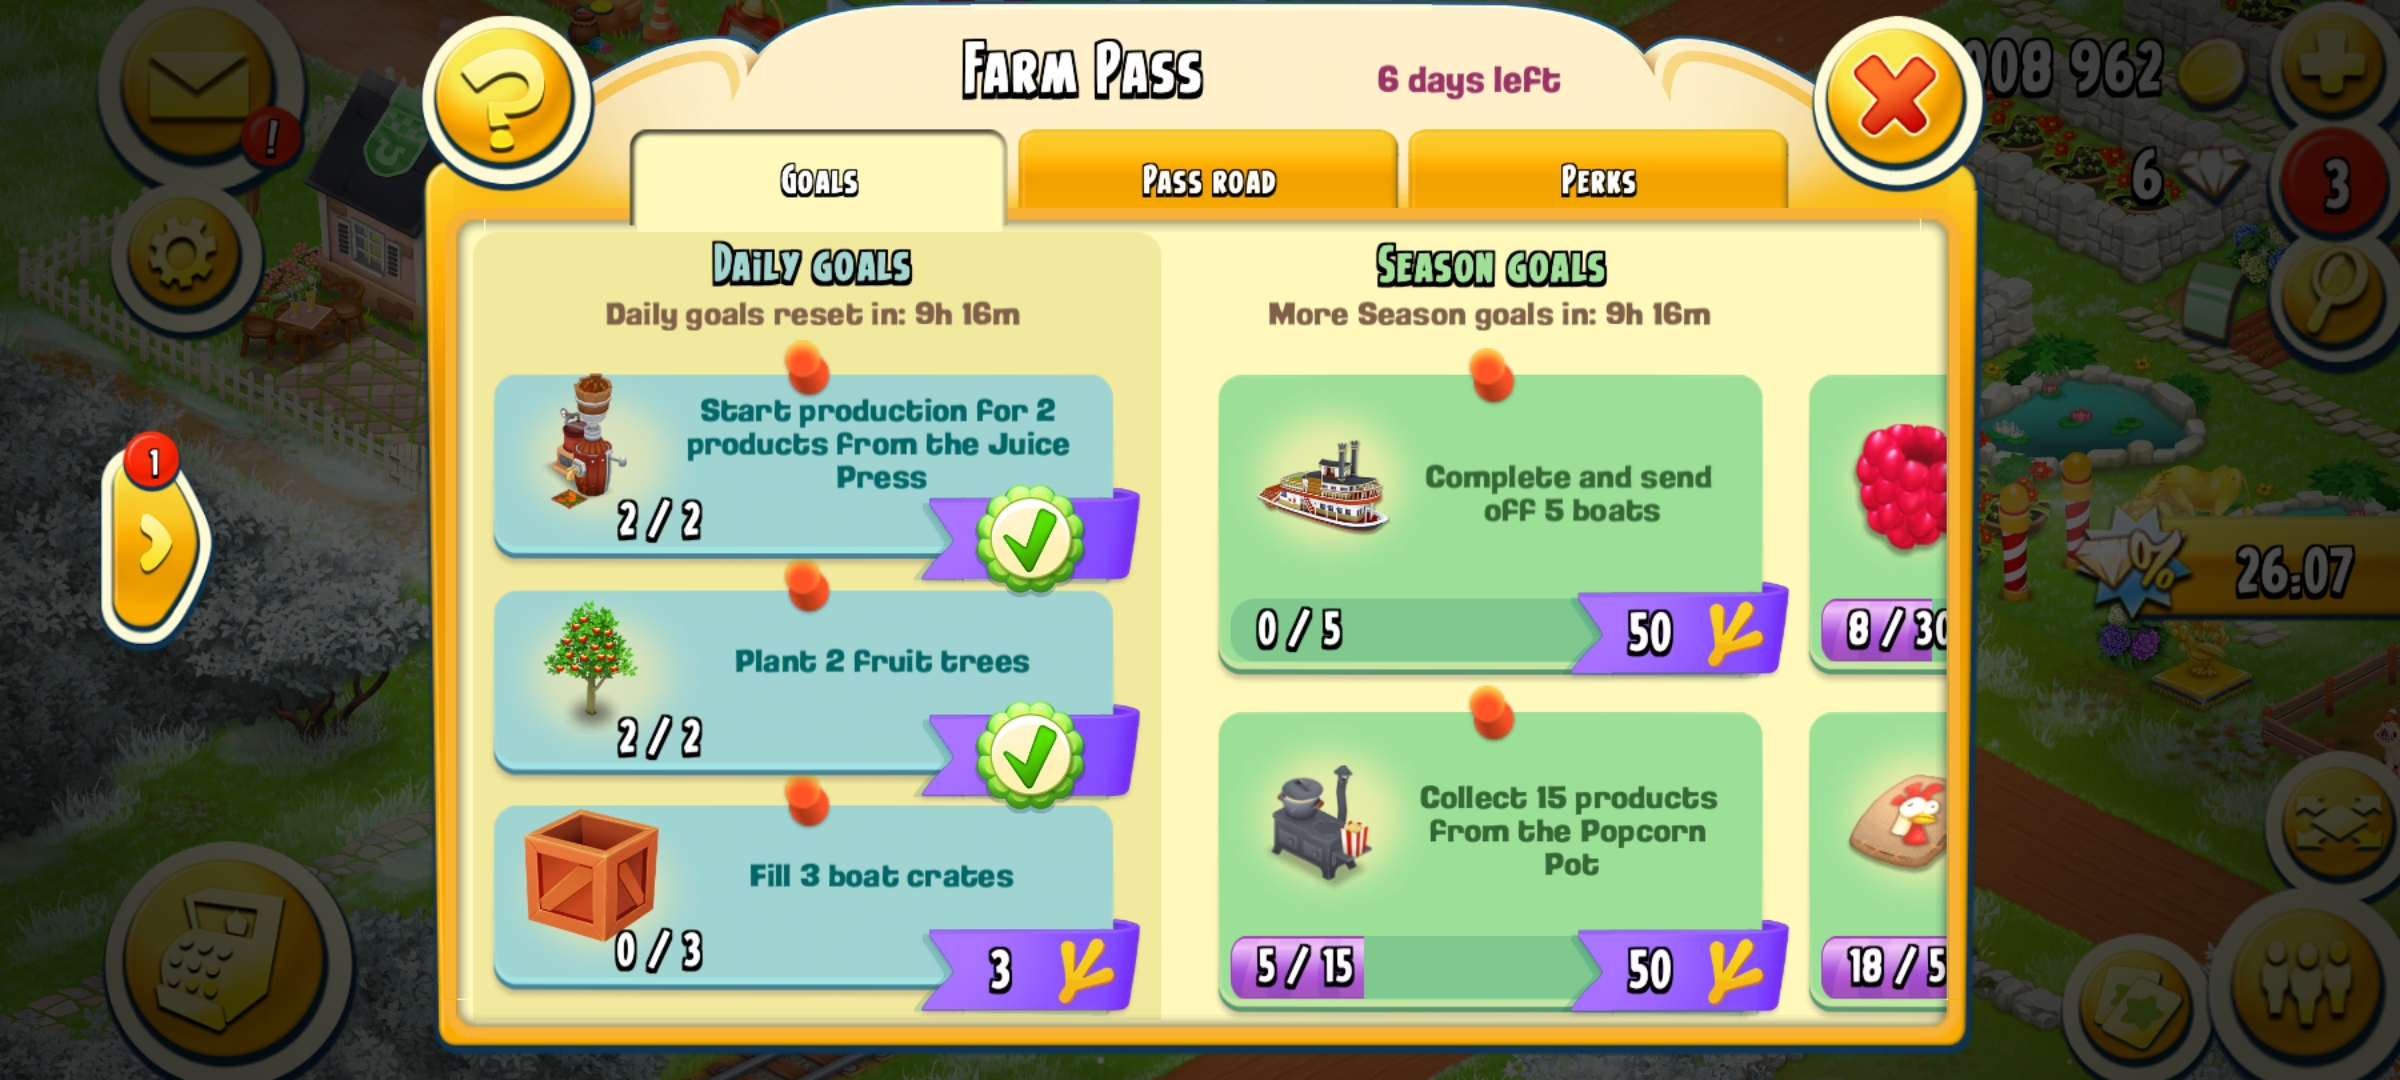 FARM PASS
6 days left
008 962
6
3
!
GOALS
PASS ROAD
PERKS
DAILY GOALS
Daily goals reset in: 9h 16m
Start production for 2
products from the Juice
Press
2 / 2
Plant 2 fruit trees
2 / 2
Fill 3 boat crates
0 / 3
3
SEASON GOALS
More Season goals in: 9h 16m
Complete and send
off 5 boats
0 / 5
50
8 / 30
Collect 15 products
from the Popcorn
Pot
5 / 15
50
18 / 5
1
%
26:07